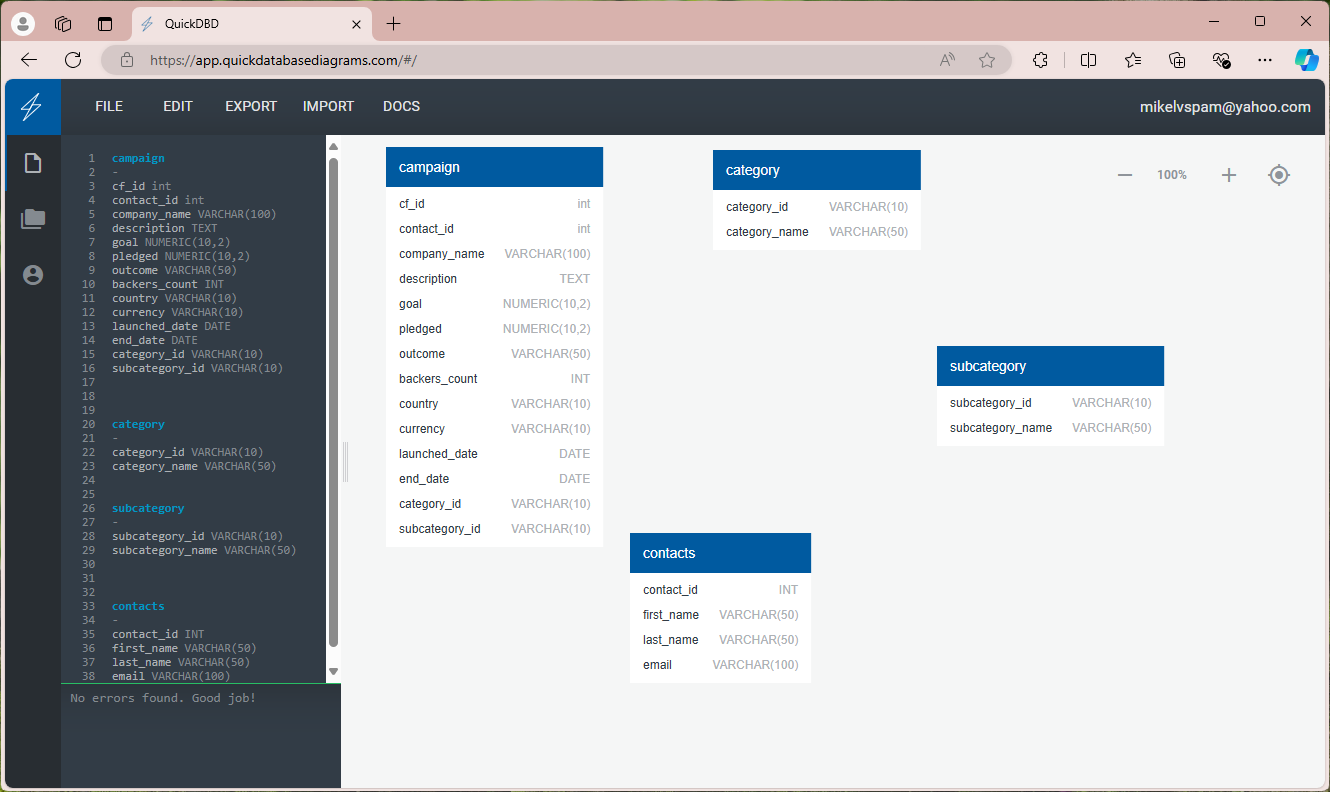 QuickDBD
https://app.quickdatabasediagrams.com/#/
FILE EDIT EXPORT IMPORT DOCS mikelvspam@yahoo.com
1 campaign
2 -
3 cf_id int
4 contact_id int
5 company_name VARCHAR(100)
6 description TEXT
7 goal NUMERIC(10,2)
8 pledged NUMERIC(10,2)
9 outcome VARCHAR(50)
10 backers_count INT
11 country VARCHAR(10)
12 currency VARCHAR(10)
13 launched_date DATE
14 end_date DATE
15 category_id VARCHAR(10)
16 subcategory_id VARCHAR(10)
17
18
19
20 category
21 -
22 category_id VARCHAR(10)
23 category_name VARCHAR(50)
24
25
26 subcategory
27 -
28 subcategory_id VARCHAR(10)
29 subcategory_name VARCHAR(50)
30
31
32
33 contacts
34 -
35 contact_id INT
36 first_name VARCHAR(50)
37 last_name VARCHAR(50)
38 email VARCHAR(100)
No errors found. Good job!
campaign
cf_id int
contact_id int
company_name VARCHAR(100)
description TEXT
goal NUMERIC(10,2)
pledged NUMERIC(10,2)
outcome VARCHAR(50)
backers_count INT
country VARCHAR(10)
currency VARCHAR(10)
launched_date DATE
end_date DATE
category_id VARCHAR(10)
subcategory_id VARCHAR(10)
category
category_id VARCHAR(10)
category_name VARCHAR(50)
100%
subcategory
subcategory_id VARCHAR(10)
subcategory_name VARCHAR(50)
contacts
contact_id INT
first_name VARCHAR(50)
last_name VARCHAR(50)
email VARCHAR(100)